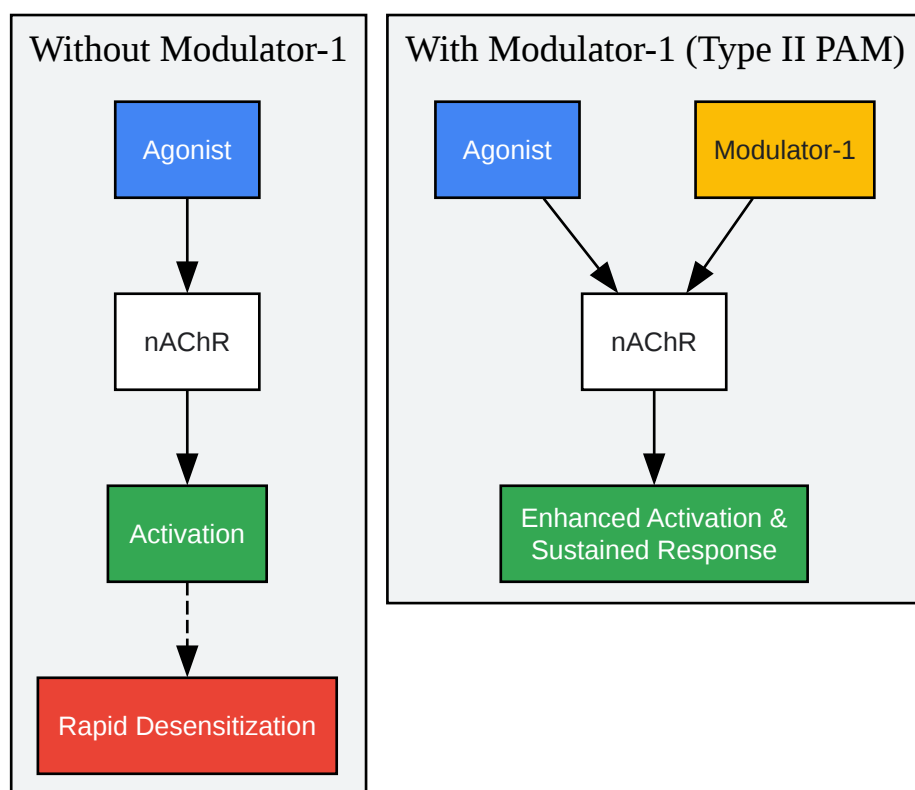 Without Modulator-1
Agonist
nAChR
Activation
Rapid Desensitization
With Modulator-1 (Type II PAM)
Agonist
Modulator-1
nAChR
Enhanced Activation &
Sustained Response